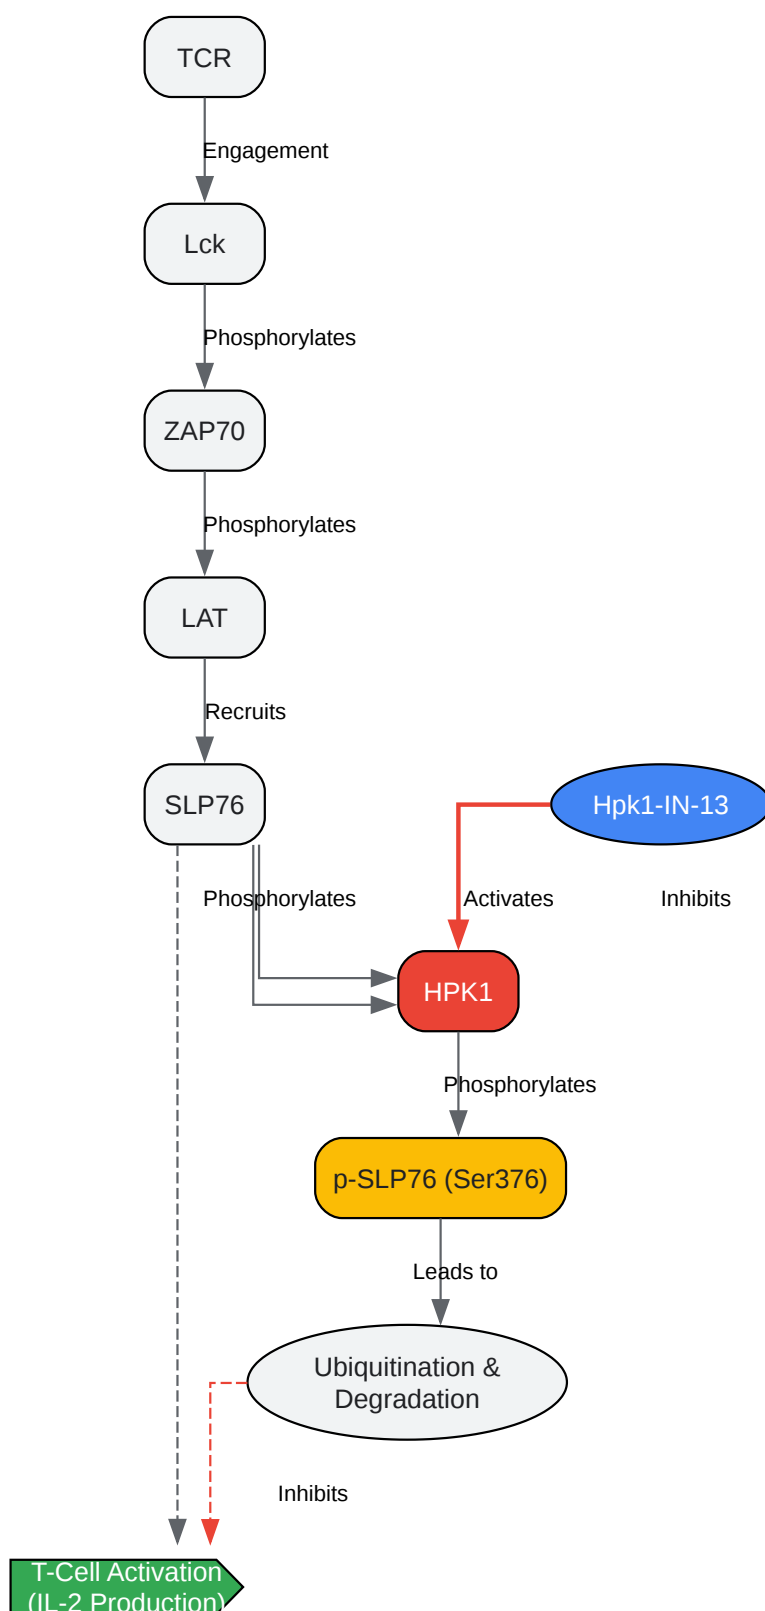 TCR
Engagement
Lck
Phosphorylates
ZAP70
Phosphorylates
LAT
Recruits
SLP76
Hpk1-IN-13
Phosphorylates
Activates
Inhibits
HPK1
Phosphorylates
p-SLP76 (Ser376)
Leads to
Ubiquitination &
Degradation
Inhibits
T-Cell Activation
(IL-2 Production)